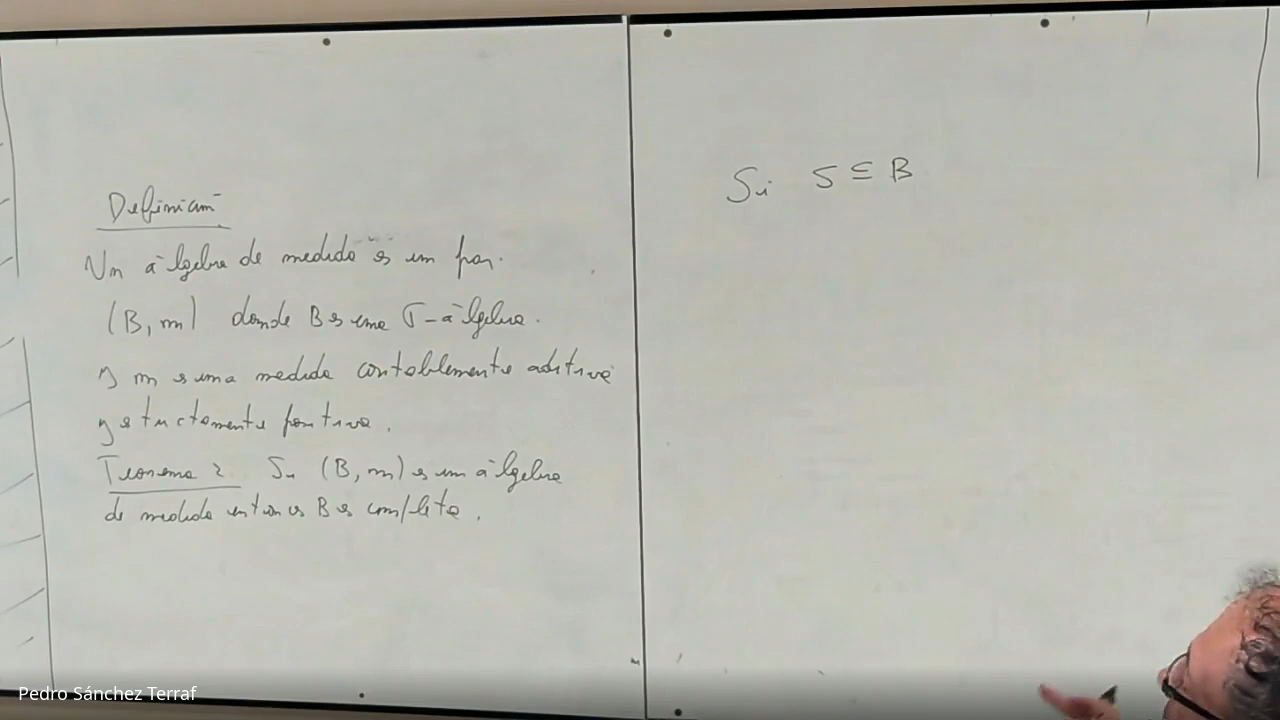 Definición
Un álgebra de medida es un par.
(B, m) donde B es una σ-álgebra.
y m es una medida contablemente aditiva
y estrictamente positiva.
Teorema 2 Si (B, m) es un álgebra
de medida entonces B es completa.
Si S ⊆ B
Pedro Sánchez Terraf